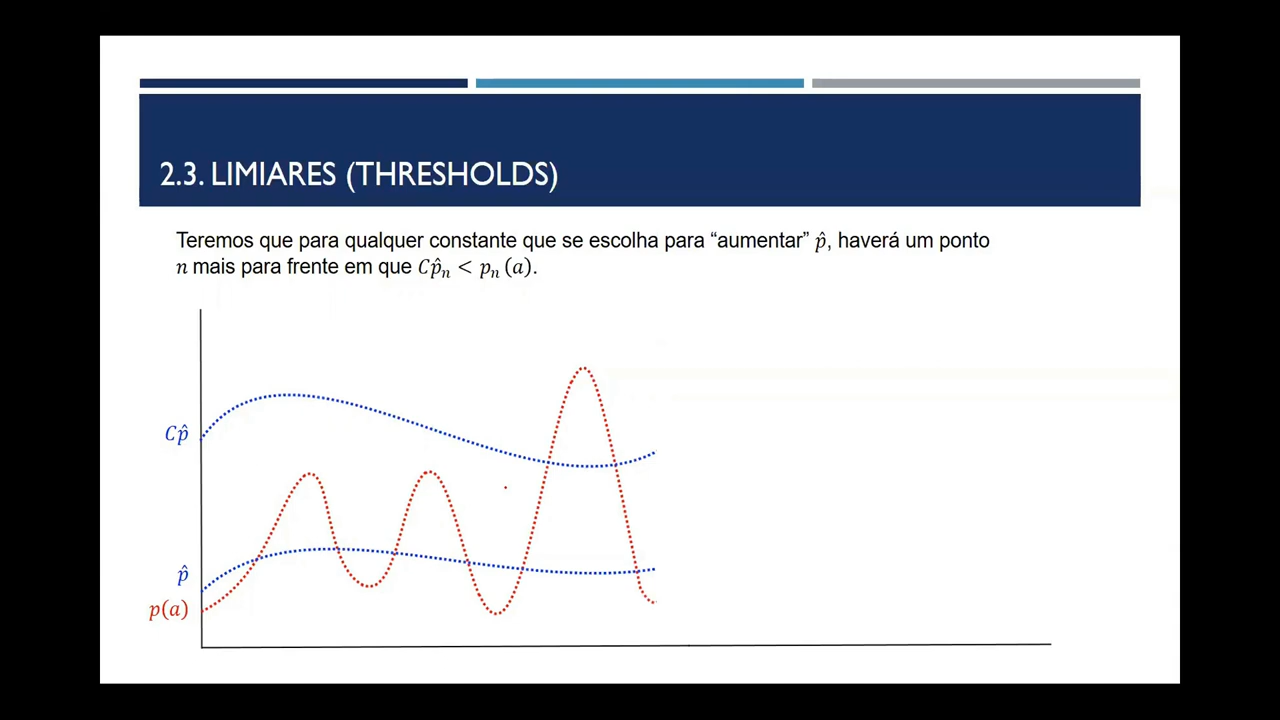 2.3. LIMIARES (THRESHOLDS)
Teremos que para qualquer constante que se escolha para “aumentar” p̂, haverá um ponto
n mais para frente em que Cp̂ₙ < pₙ(a).
Cp̂
p̂
p(a)